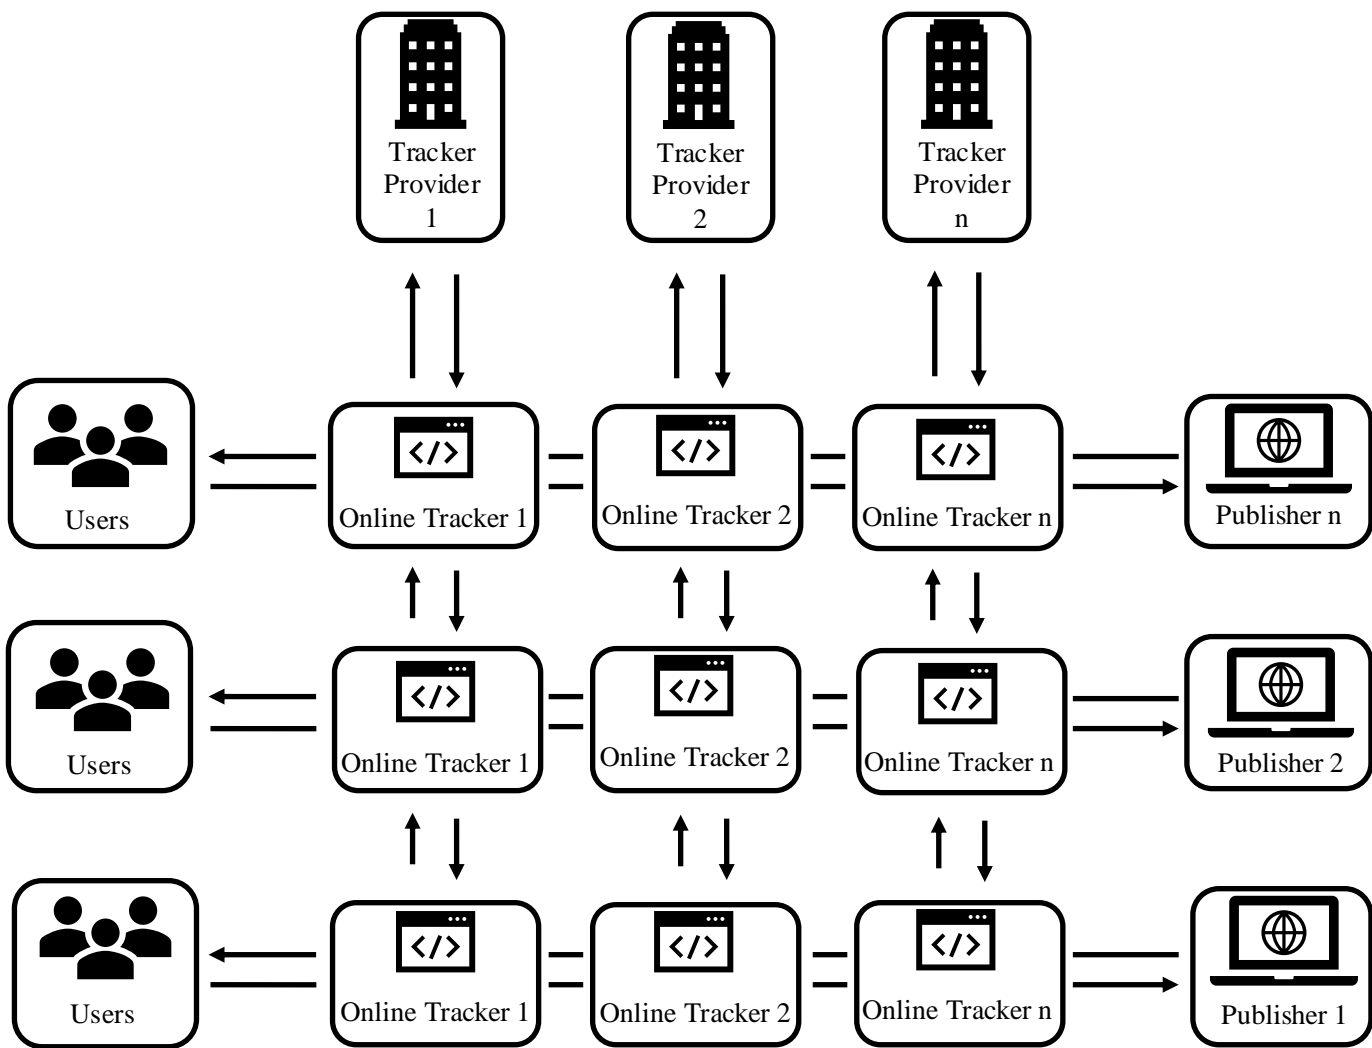 Tracker
Provider
1
Tracker
Provider
2
Tracker
Provider
n
Users
</>
Online Tracker 1
</>
Online Tracker 2
</>
Online Tracker n
Publisher n
Users
</>
Online Tracker 1
</>
Online Tracker 2
</>
Online Tracker n
Publisher 2
Users
</>
Online Tracker 1
</>
Online Tracker 2
</>
Online Tracker n
Publisher 1